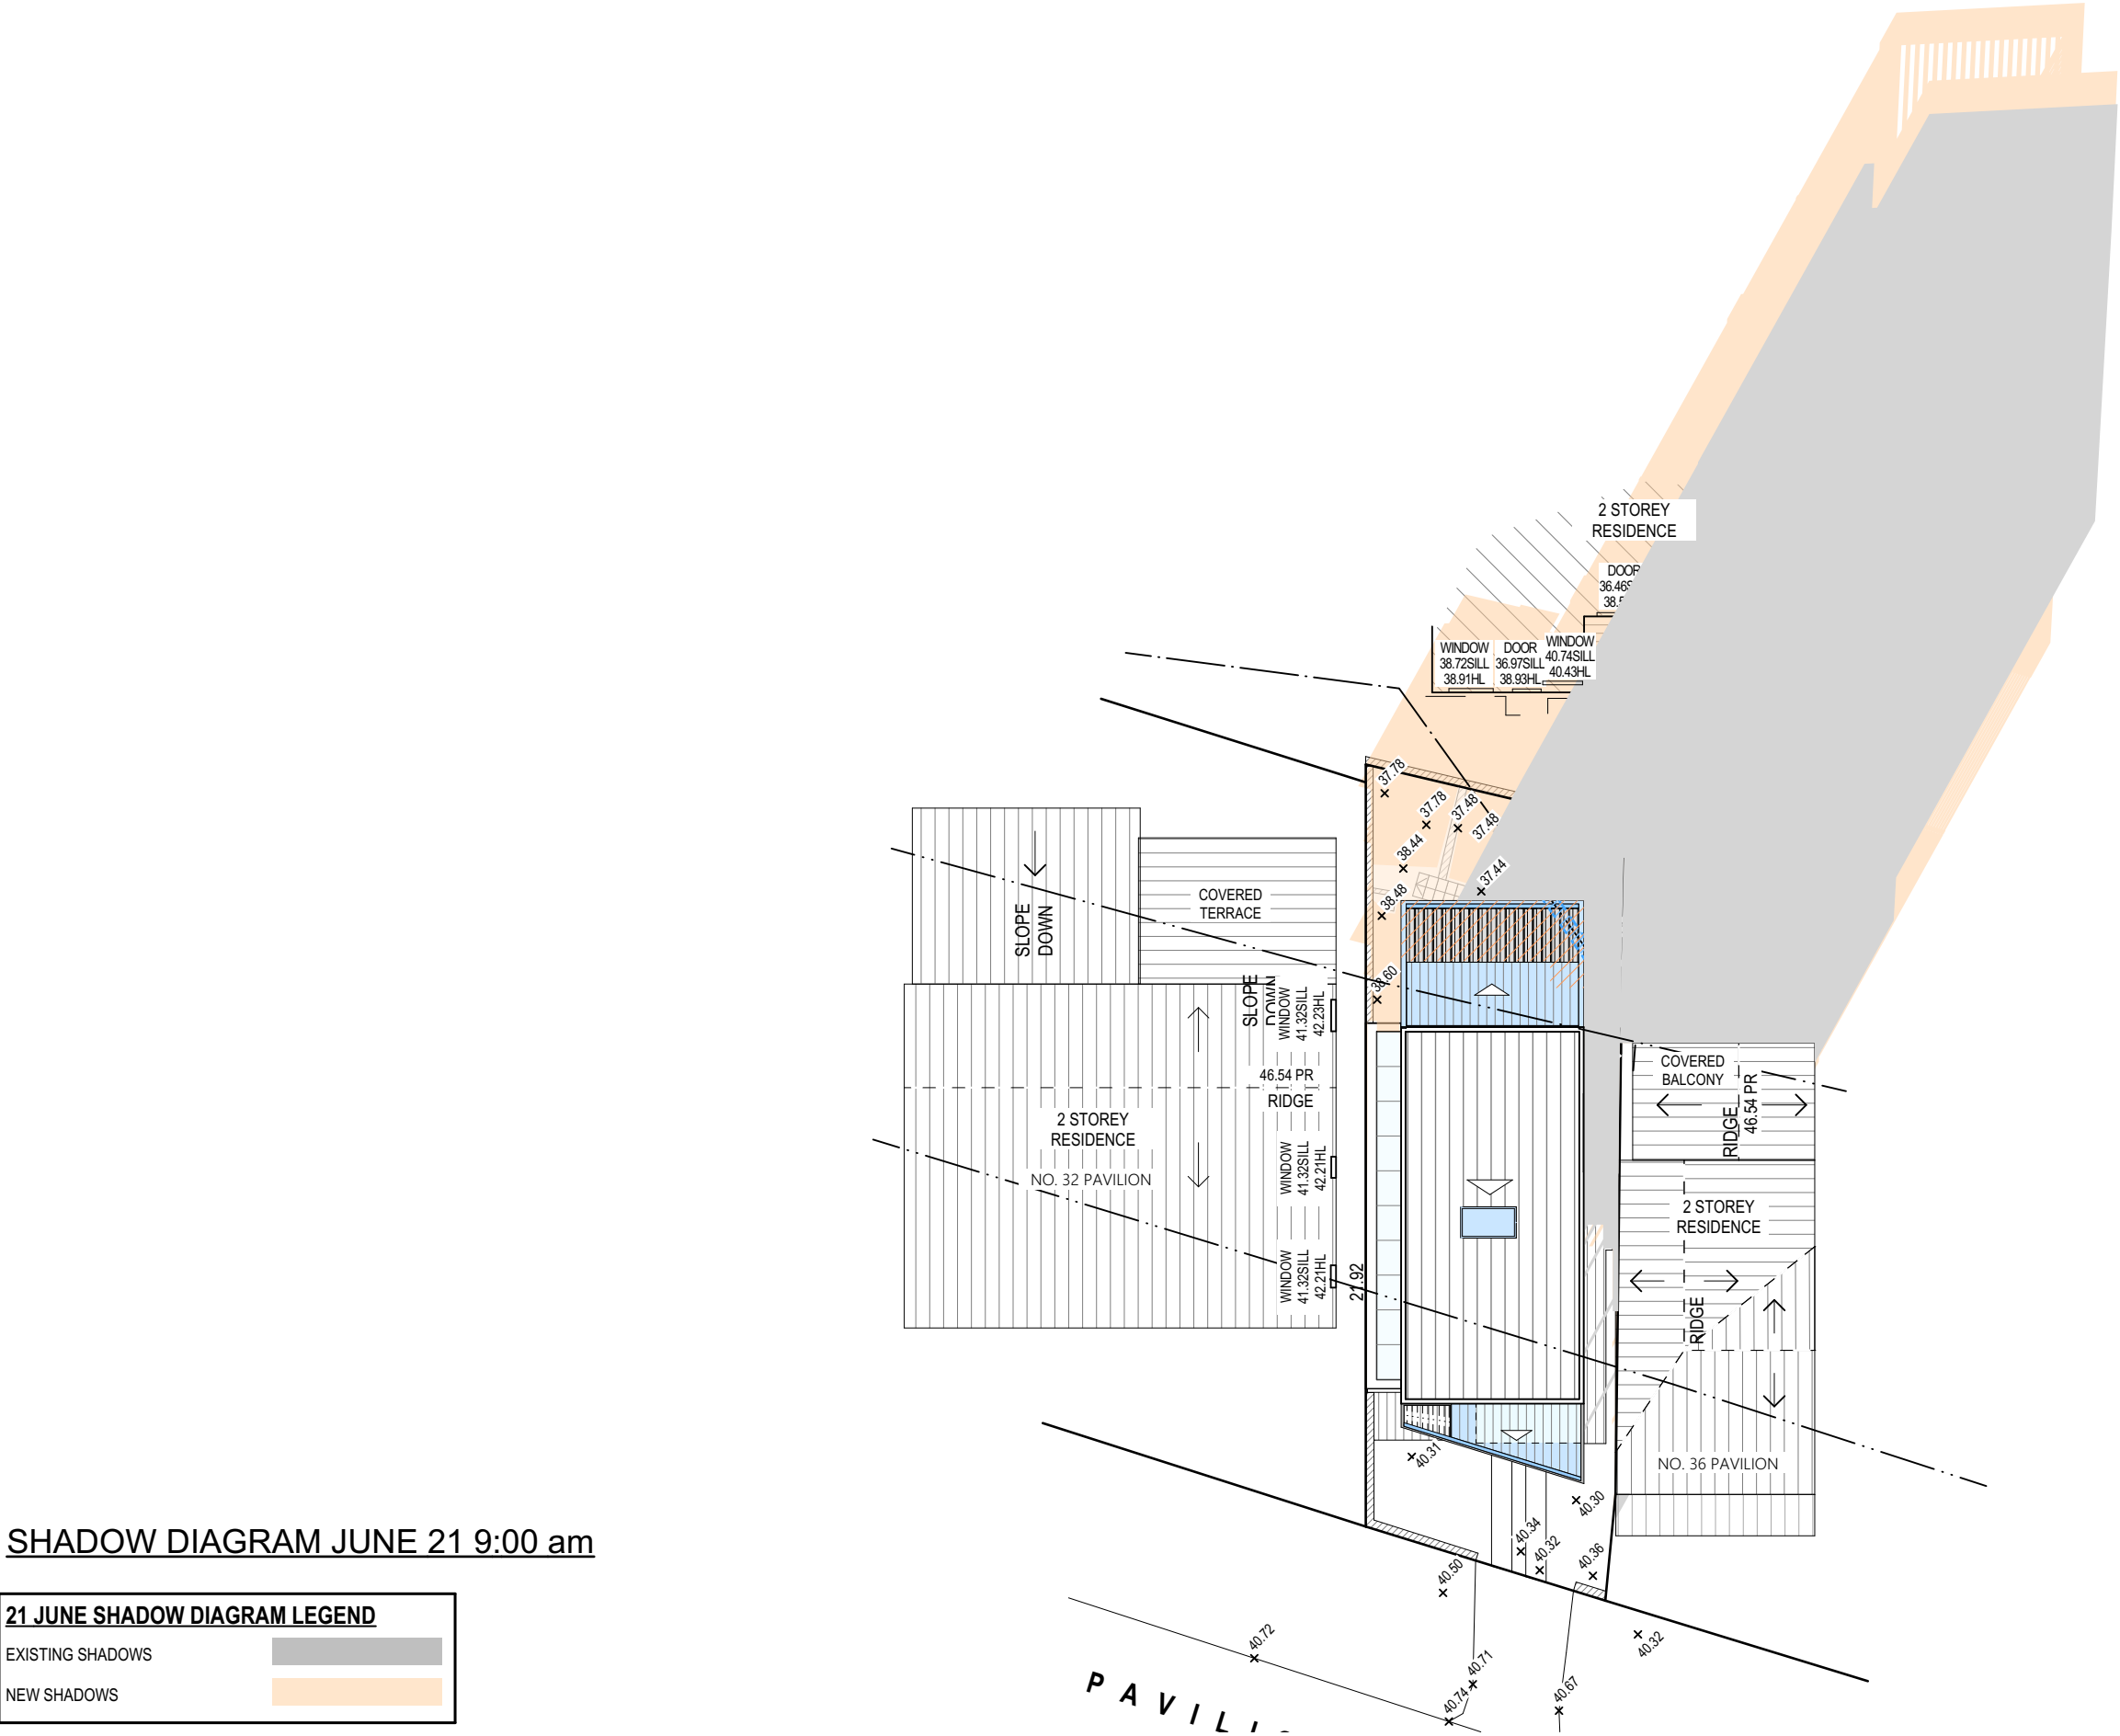 2 STOREY
RESIDENCE
DOOR
36.46S
WINDOW
38.72SILL
38.91HL
DOOR
36.97SILL
38.93HL
WINDOW
40.74SILL
40.43HL
37.78
37.78
37.48
37.48
38.44
37.44
38.48
38.60
SLOPE
DOWN
COVERED
TERRACE
SLOPE
DOWN
WINDOW
41.32SILL
42.23HL
46.54 PR
RIDGE
2 STOREY
RESIDENCE
NO. 32 PAVILION
WINDOW
41.32SILL
42.21HL
WINDOW
41.32SILL
42.21HL
21.92
COVERED
BALCONY
RIDGE
46.54 PR
2 STOREY
RESIDENCE
RIDGE
NO. 36 PAVILION
40.31
40.30
40.34
40.32
40.36
40.50
40.72
40.71
40.74
40.67
40.32
SHADOW DIAGRAM JUNE 21 9:00 am
21 JUNE SHADOW DIAGRAM LEGEND
EXISTING SHADOWS
NEW SHADOWS